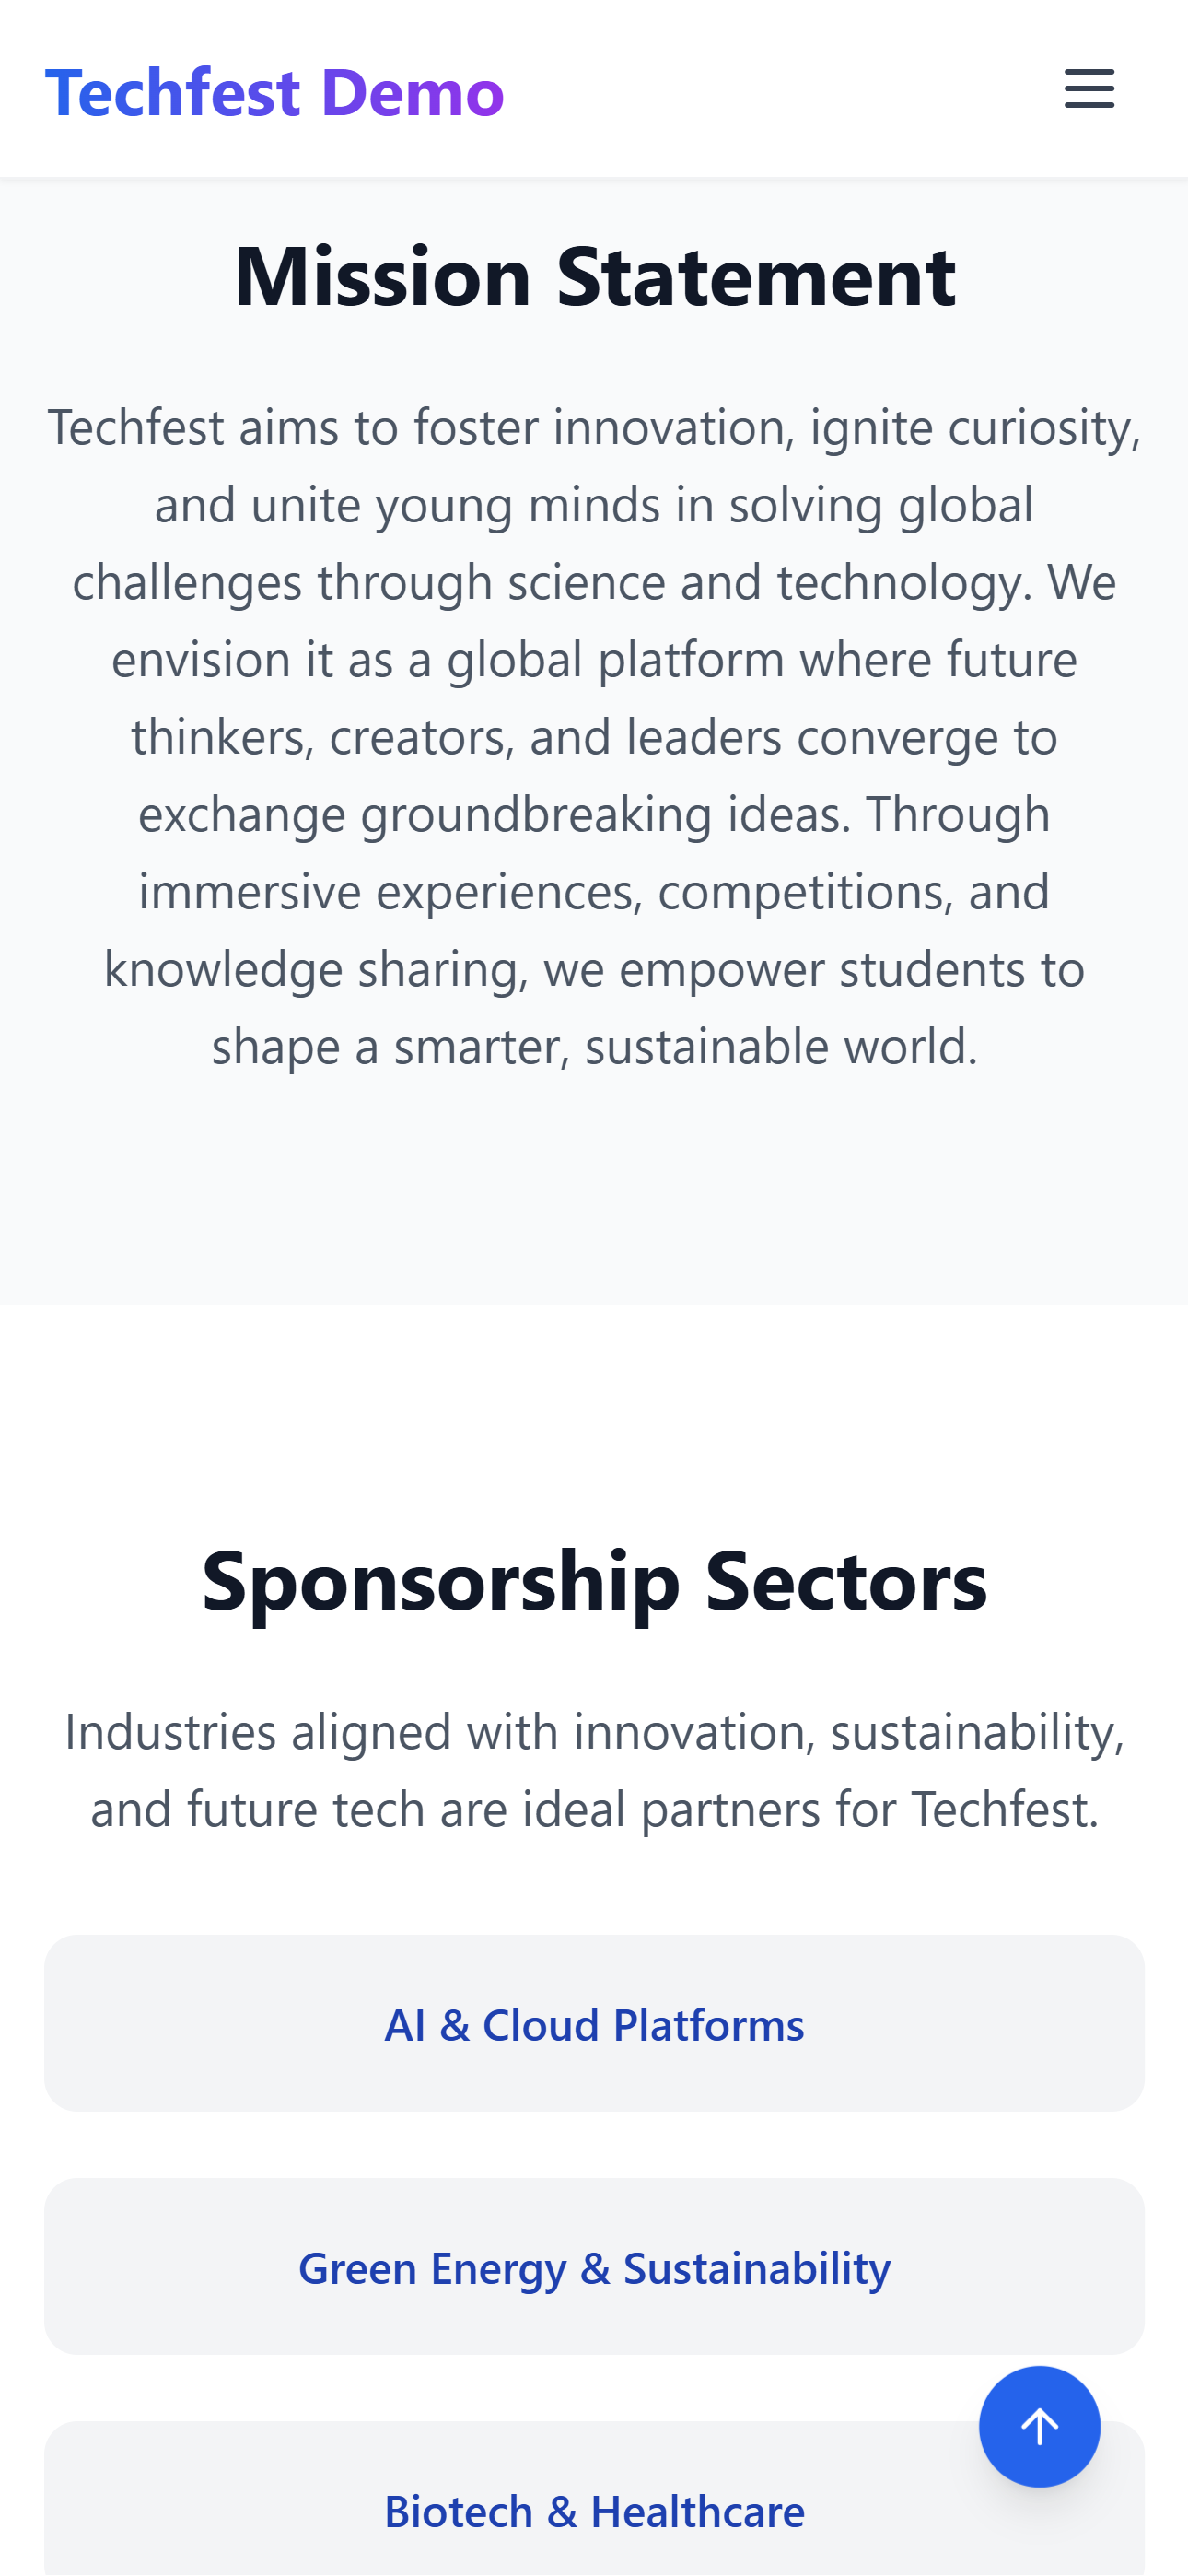 Techfest Demo
Mission Statement
Techfest aims to foster innovation, ignite curiosity,
and unite young minds in solving global
challenges through science and technology. We
envision it as a global platform where future
thinkers, creators, and leaders converge to
exchange groundbreaking ideas. Through
immersive experiences, competitions, and
knowledge sharing, we empower students to
shape a smarter, sustainable world.
Sponsorship Sectors
Industries aligned with innovation, sustainability,
and future tech are ideal partners for Techfest.
AI & Cloud Platforms
Green Energy & Sustainability
Biotech & Healthcare